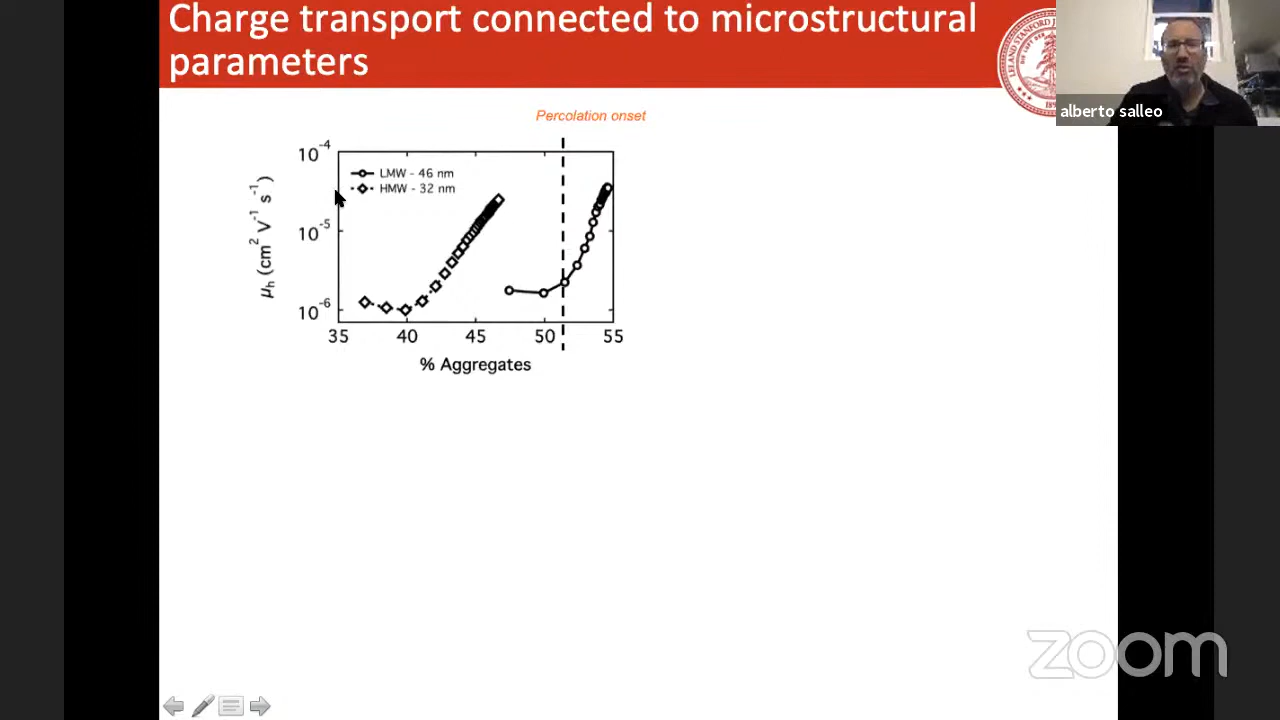 Charge transport connected to microstructural
parameters
alberto salleo
Percolation onset
10-4
10-5
10-6
μh (cm2 V-1 s-1)
LMW - 46 nm
HMW - 32 nm
35 40 45 50 55
% Aggregates
zoom